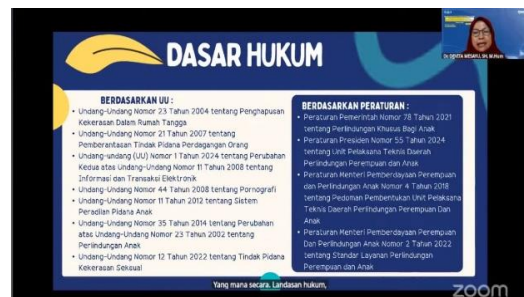 DASAR HUKUM
BERDASARKAN UU :
• Undang-Undang Nomor 23 Tahun 2004 tentang Penghapusan
Kekerasan Dalam Rumah Tangga
• Undang-Undang Nomor 21 Tahun 2007 tentang
Pemberantasan Tindak Pidana Perdagangan Orang
• Undang-undang (UU) Nomor 1 Tahun 2024 tentang Perubahan
Kedua atas Undang-Undang Nomor 11 Tahun 2008 tentang
Informasi dan Transaksi Elektronik
• Undang-Undang Nomor 44 Tahun 2008 tentang Pornografi
• Undang-Undang Nomor 11 Tahun 2012 tentang Sistem
Peradilan Pidana Anak
• Undang-Undang Nomor 35 Tahun 2014 tentang Perubahan
atas Undang-Undang Nomor 23 Tahun 2002 tentang
Perlindungan Anak
• Undang-Undang Nomor 12 Tahun 2022 tentang Tindak Pidana
Kekerasan Seksual
BERDASARKAN PERATURAN :
• Peraturan Pemerintah Nomor 78 Tahun 2021
tentang Perlindungan Khusus Bagi Anak
• Peraturan Presiden Nomor 55 Tahun 2024
tentang Unit Pelaksana Teknis Daerah
Perlindungan Perempuan dan Anak
• Peraturan Menteri Pemberdayaan Perempuan
dan Perlindungan Anak Nomor 4 Tahun 2018
tentang Pedoman Pembentukan Unit Pelaksana
Teknis Daerah Perlindungan Perempuan Dan
Anak
• Peraturan Menteri Pemberdayaan Perempuan
Dan Perlindungan Anak Nomor 2 Tahun 2022
tentang Standar Layanan Perlindungan
Perempuan dan Anak
Yang mana secara. Landasan hukum,
zoom